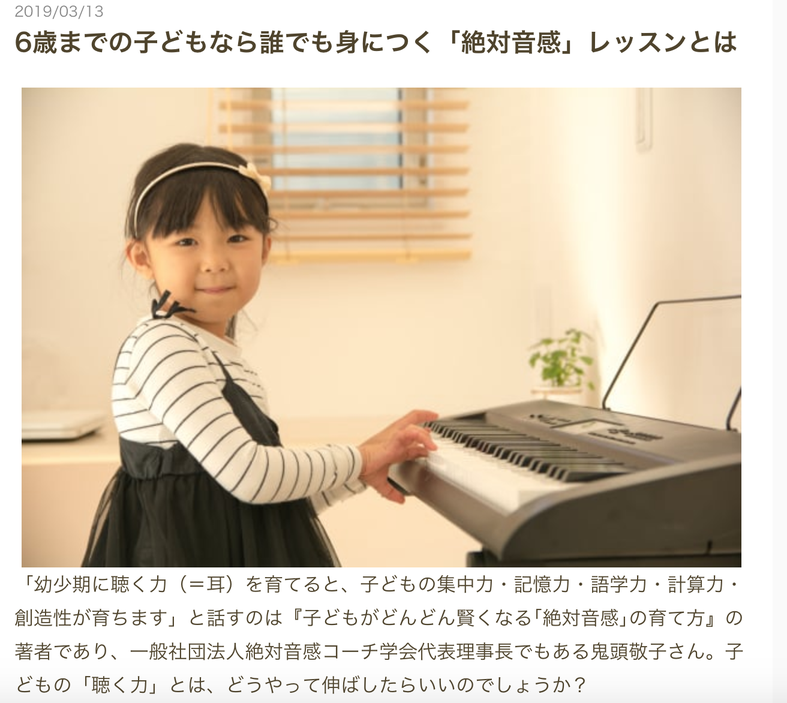 2019/03/13
6歳までの子どもなら誰でも身につく「絶対音感」レッスンとは
「幼少期に聴く力（＝耳）を育てると、子どもの集中力・記憶力・語学力・計算力・
創造性が育ちます」と話すのは『子どもがどんどん賢くなる｢絶対音感｣の育て方』の
著者であり、一般社団法人絶対音感コーチ学会代表理事長でもある鬼頭敬子さん。子
どもの「聴く力」とは、どうやって伸ばしたらいいのでしょうか？